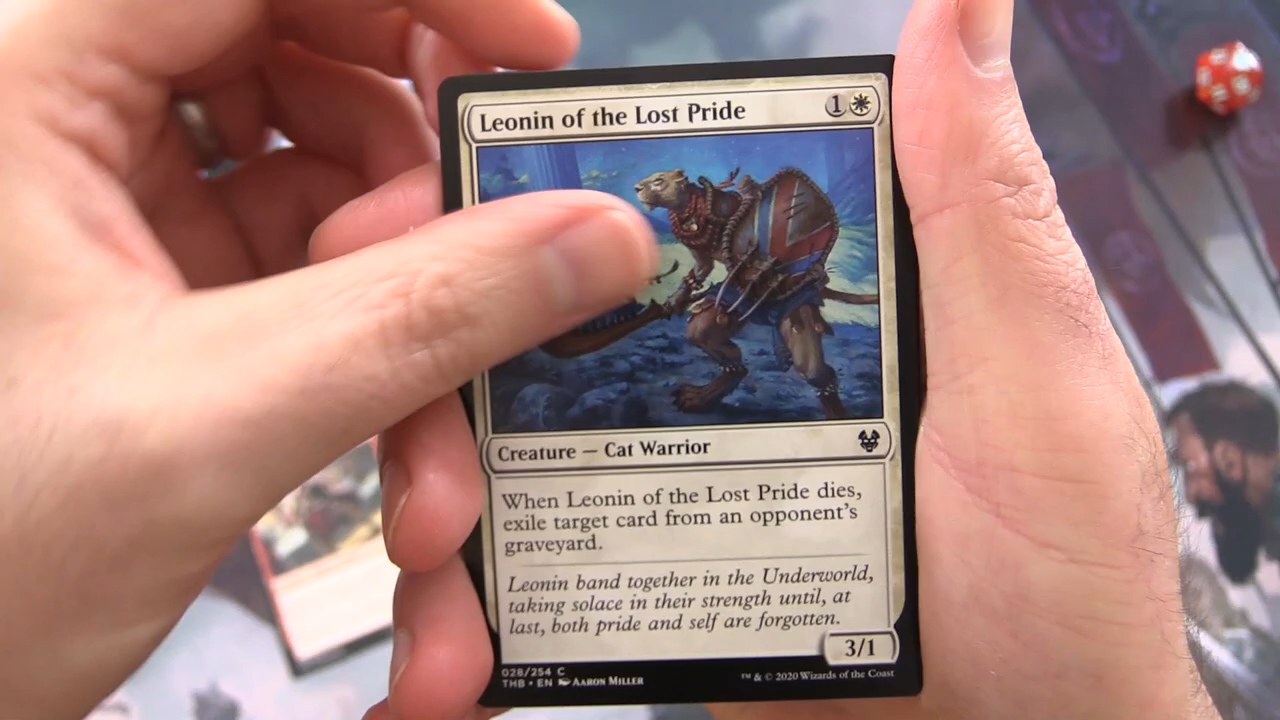 Leonin of the Lost Pride 1
Creature — Cat Warrior
When Leonin of the Lost Pride dies,
exile target card from an opponent's
graveyard.
Leonin band together in the Underworld,
taking solace in their strength until, at
last, both pride and self are forgotten.
3/1
028/254 C
THB • EN AARON MILLER
™ & © 2020 Wizards of the Coast